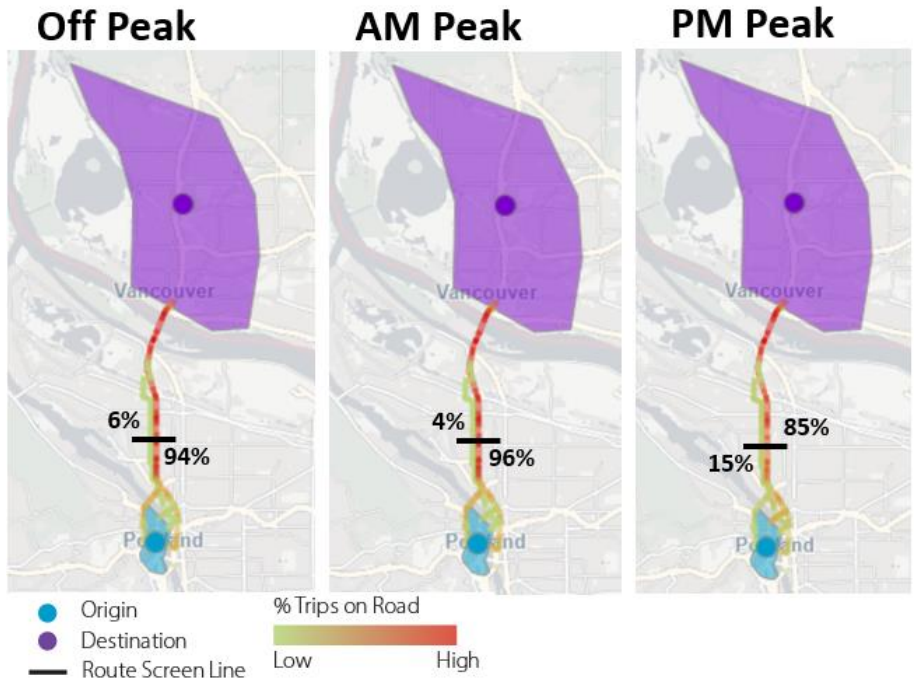 Off Peak
AM Peak
PM Peak
Vancouver
Vancouver
Vancouver
6%
94%
4%
96%
85%
15%
Portland
Portland
Portland
Origin
Destination
Route Screen Line
% Trips on Road
Low
High